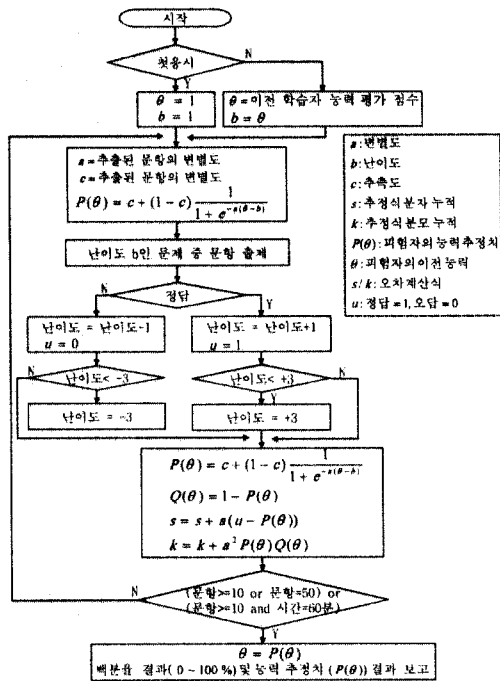 시작
첫응시
N
Y
θ = 1
b = 1
θ = 이전 학습자 능력 평가 점수
b = θ
a = 추출된 문항의 변별도
c = 추출된 문항의 변별도
P(θ) = c + (1 - c) 1 / (1 + e^{-a(θ-b)})
난이도 b인 문제 중 문항 출제
정답
N
Y
난이도 = 난이도-1
u = 0
난이도 = 난이도+1
u = 1
N
난이도< -3
난이도< +3
N
Y
난이도 = -3
난이도 = +3
P(θ) = c + (1 - c) 1 / (1 + e^{-a(θ-b)})
Q(θ) = 1 - P(θ)
s = s + a(u - P(θ))
k = k + a² P(θ)Q(θ)
N
(문항>=10 or 문항=50) or
(문항>=10 and 시간=60분)
Y
θ = P(θ)
백분율 결과( 0 ~ 100 %) 및 능력 추정치 (P(θ)) 결과 보고
a: 변별도
b: 난이도
c: 추측도
s: 추정식분자 누적
k: 추정식분모 누적
P(θ): 피험자의능력추정치
θ: 피험자의이전능력
s/k: 오차계산식
u: 정답 = 1, 오답 = 0